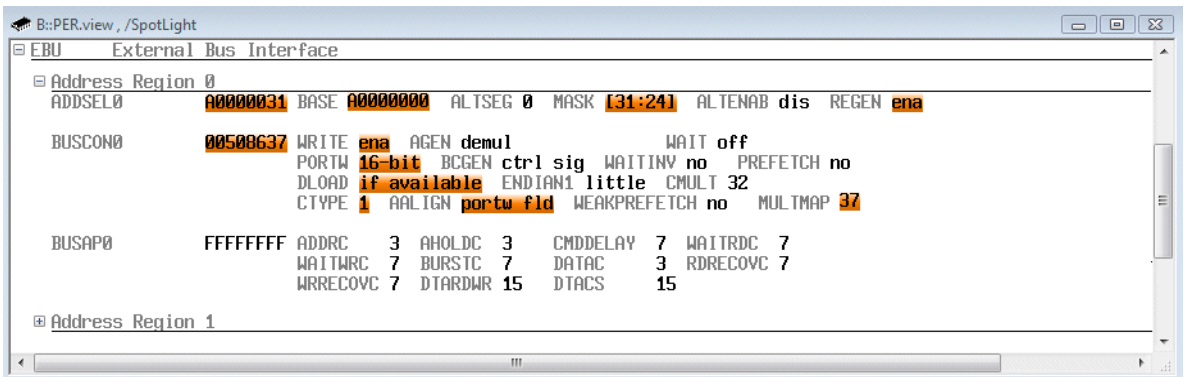 B::PER.view , /SpotLight
EBU External Bus Interface
Address Region 0
ADDSEL0 A0000031 BASE A0000000 ALTSEG 0 MASK [31:24] ALTENAB dis REGEN ena
BUSCON0 00508637 WRITE ena AGEN demul WAIT off
PORTW 16-bit BCGEN ctrl sig WAITINV no PREFETCH no
DLOAD if available ENDIAN1 little CMULT 32
CTYPE 1 AALIGN portw fld WEAKPREFETCH no MULTMAP 37
BUSAP0 FFFFFFFF ADDRC 3 AHOLDC 3 CMDDELAY 7 WAITRDC 7
WAITWRC 7 BURSTC 7 DATAC 3 RDRECOVC 7
WRRECOVC 7 DTARDWR 15 DTACS 15
Address Region 1